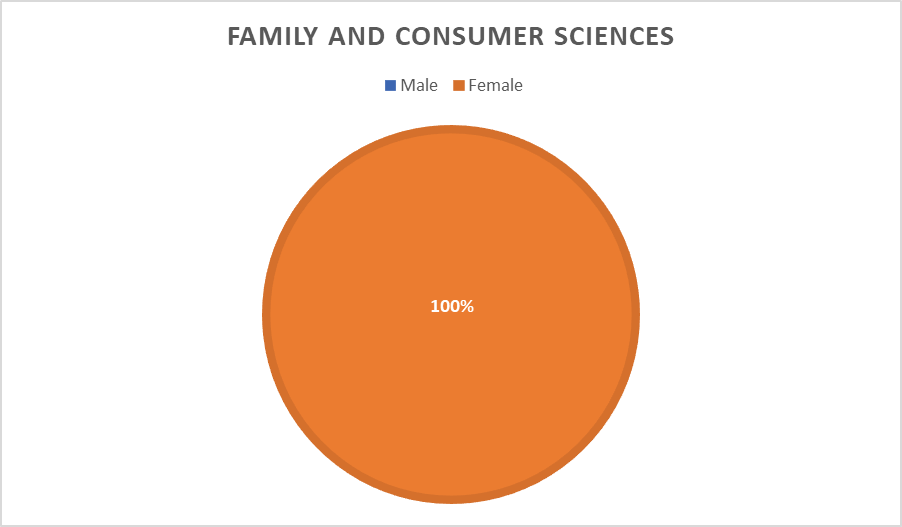 FAMILY AND CONSUMER SCIENCES
Male Female
100%